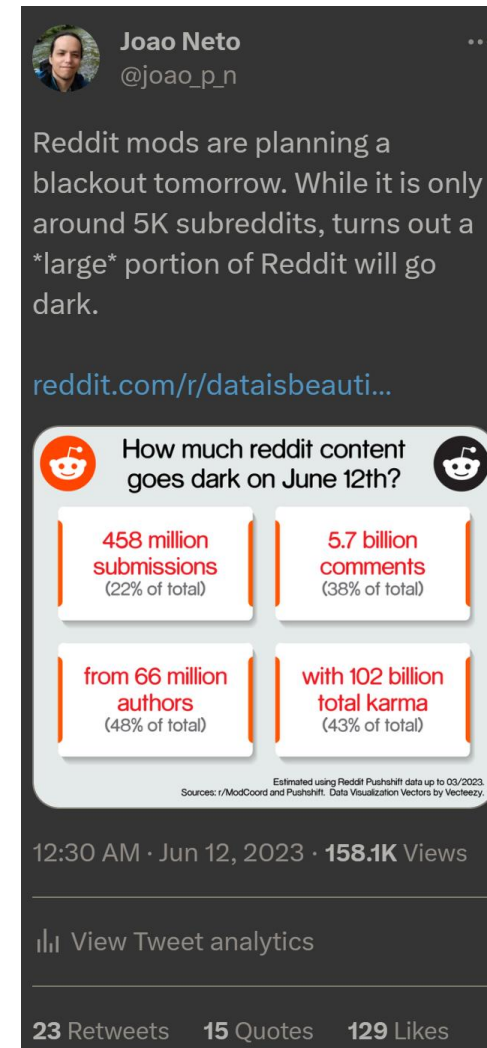 Joao Neto
@joao_p_n
Reddit mods are planning a
blackout tomorrow. While it is only
around 5K subreddits, turns out a
*large* portion of Reddit will go
dark.
reddit.com/r/dataisbeauti...
How much reddit content
goes dark on June 12th?
458 million
submissions
(22% of total)
5.7 billion
comments
(38% of total)
from 66 million
authors
(48% of total)
with 102 billion
total karma
(43% of total)
Estimated using Reddit Pushshift data up to 03/2023.
Sources: r/ModCoord and Pushshift. Data Visualization Vectors by Vecteezy.
12:30 AM · Jun 12, 2023 · 158.1K Views
View Tweet analytics
23 Retweets 15 Quotes 129 Likes